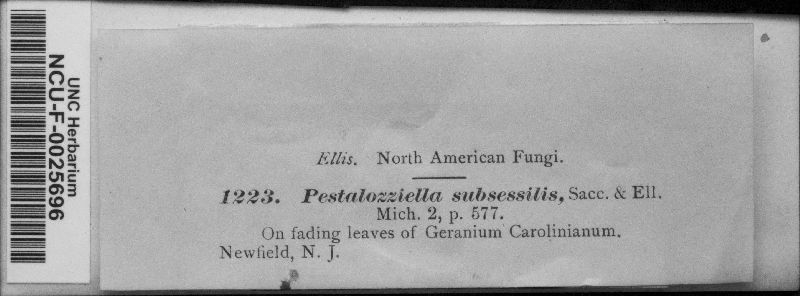 UNC Herbarium
NCU-F-0025696
Ellis. North American Fungi.
1223. Pestalozziella subsessilis, Sacc. & Ell.
Mich. 2, p. 577.
On fading leaves of Geranium Carolinianum.
Newfield, N. J.